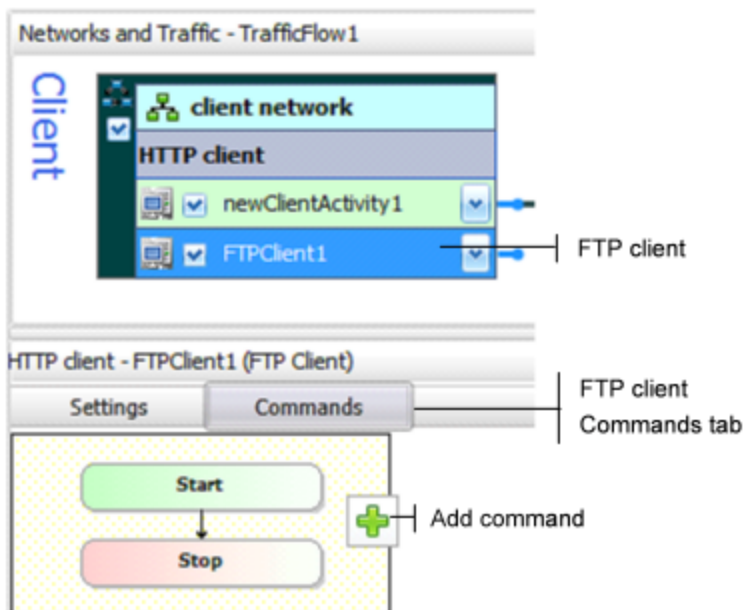 Networks and Traffic - TrafficFlow1
Client
client network
HTTP client
newClientActivity1
FTPClient1
FTP client
HTTP client - FTPClient1 (FTP Client)
Settings
Commands
FTP client
Commands tab
Start
Add command
Stop